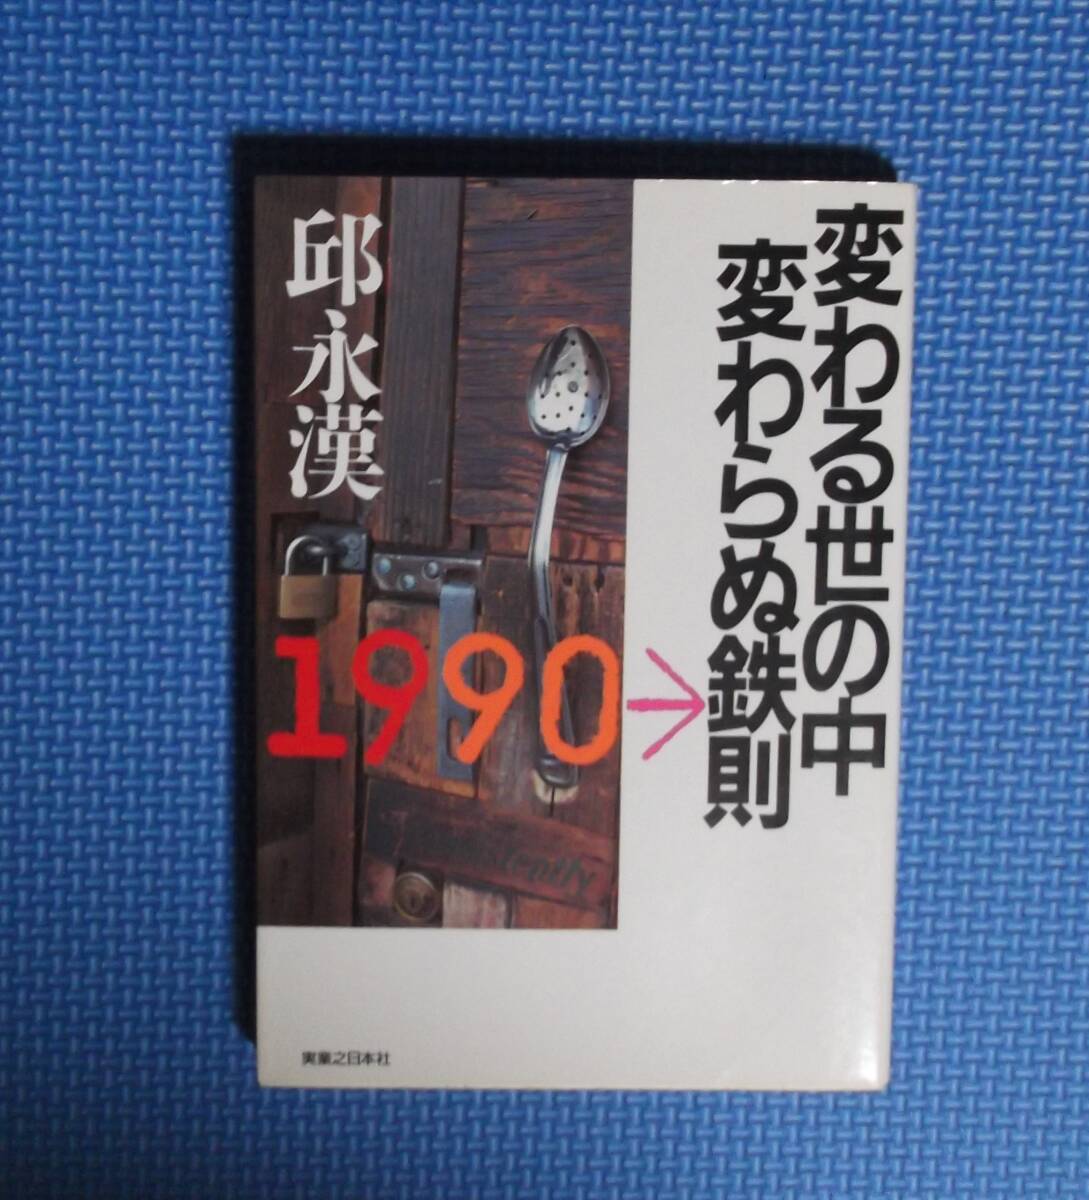 変わる世の中
変わらぬ鉄則
邱永漢
1990→
実業之日本社